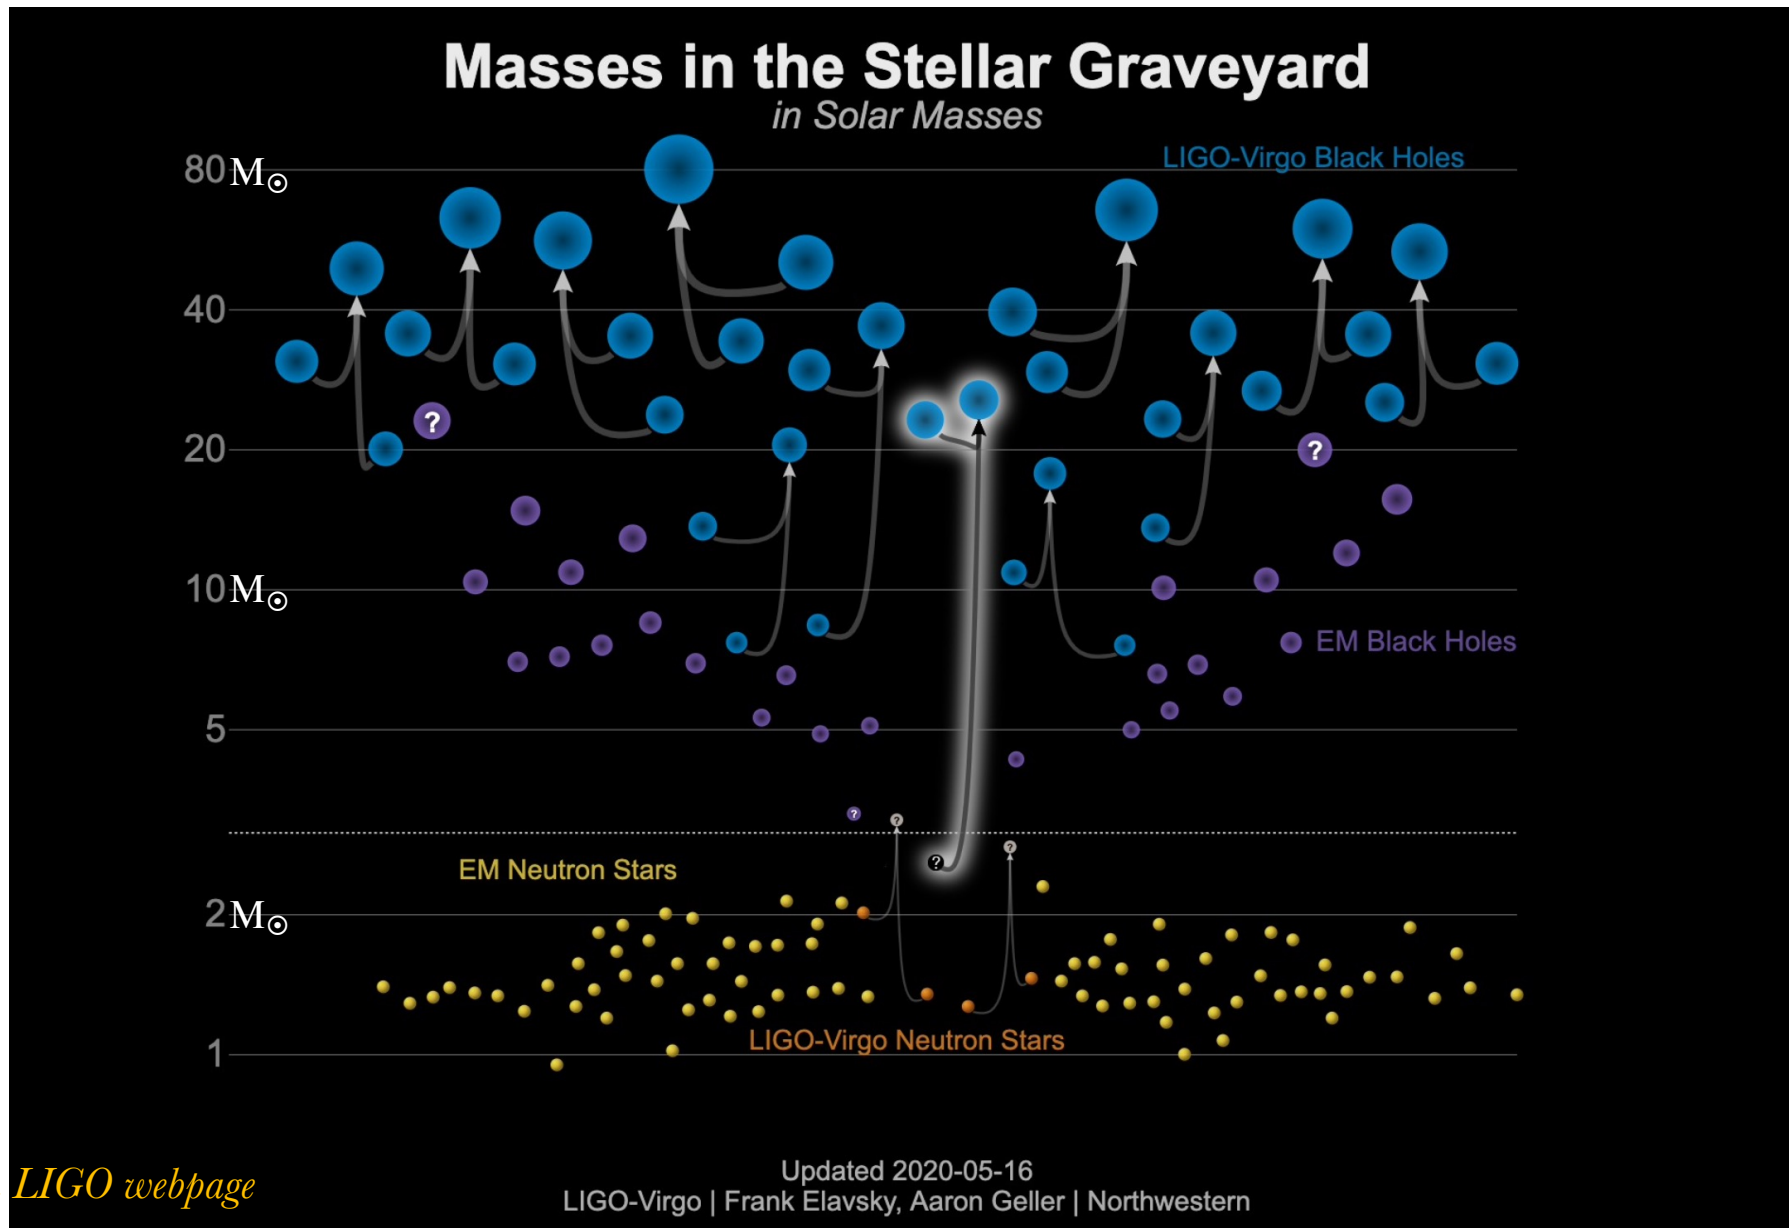 Masses in the Stellar Graveyard
in Solar Masses
LIGO-Virgo Black Holes
80 M☉
40
?
20
?
10 M☉
EM Black Holes
5
?
?
?
?
EM Neutron Stars
2 M☉
LIGO-Virgo Neutron Stars
1
Updated 2020-05-16
LIGO-Virgo | Frank Elavsky, Aaron Geller | Northwestern
LIGO webpage